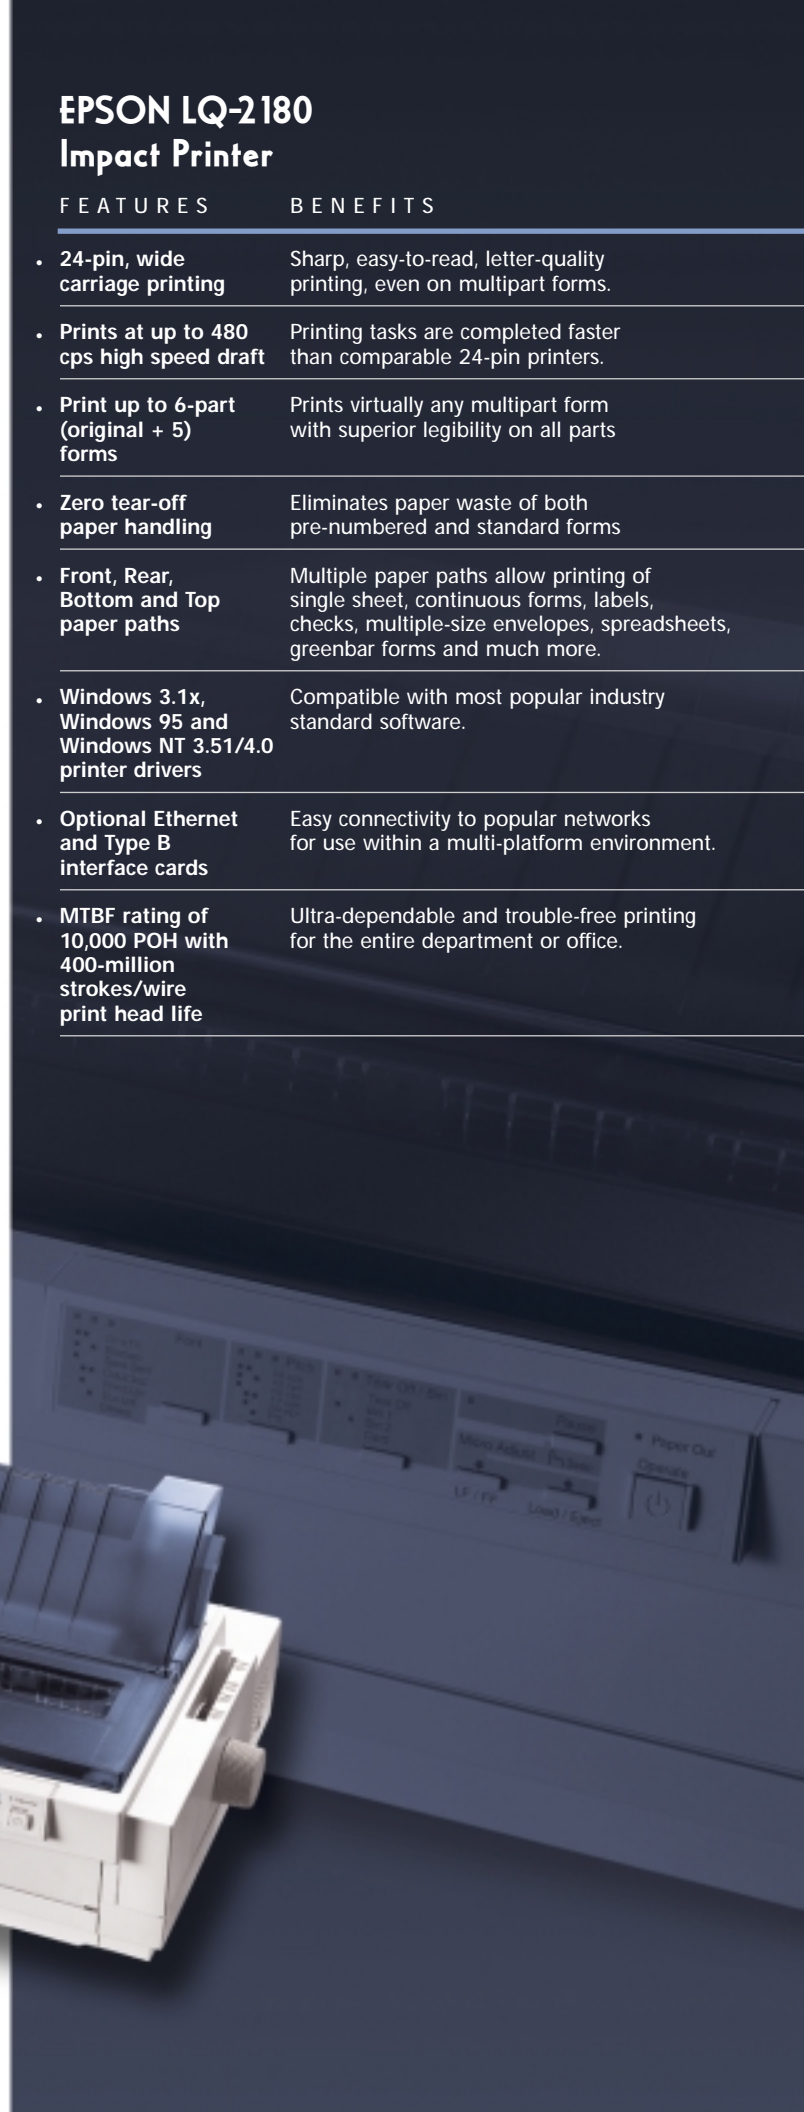 EPSON LQ-2180
Impact Printer
FEATURES BENEFITS
• 24-pin, wide Sharp, easy-to-read, letter-quality
carriage printing printing, even on multipart forms.
• Prints at up to 480 Printing tasks are completed faster
cps high speed draft than comparable 24-pin printers.
• Print up to 6-part Prints virtually any multipart form
(original + 5) with superior legibility on all parts
forms
• Zero tear-off Eliminates paper waste of both
paper handling pre-numbered and standard forms
• Front, Rear, Multiple paper paths allow printing of
Bottom and Top single sheet, continuous forms, labels,
paper paths checks, multiple-size envelopes, spreadsheets,
greenbar forms and much more.
• Windows 3.1x, Compatible with most popular industry
Windows 95 and standard software.
Windows NT 3.51/4.0
printer drivers
• Optional Ethernet Easy connectivity to popular networks
and Type B for use within a multi-platform environment.
interface cards
• MTBF rating of Ultra-dependable and trouble-free printing
10,000 POH with for the entire department or office.
400-million
strokes/wire
print head life
Pitch
Tear Off
Pause
Paper Out
Micro Adjust
Operate
LF / FF
Load / Eject